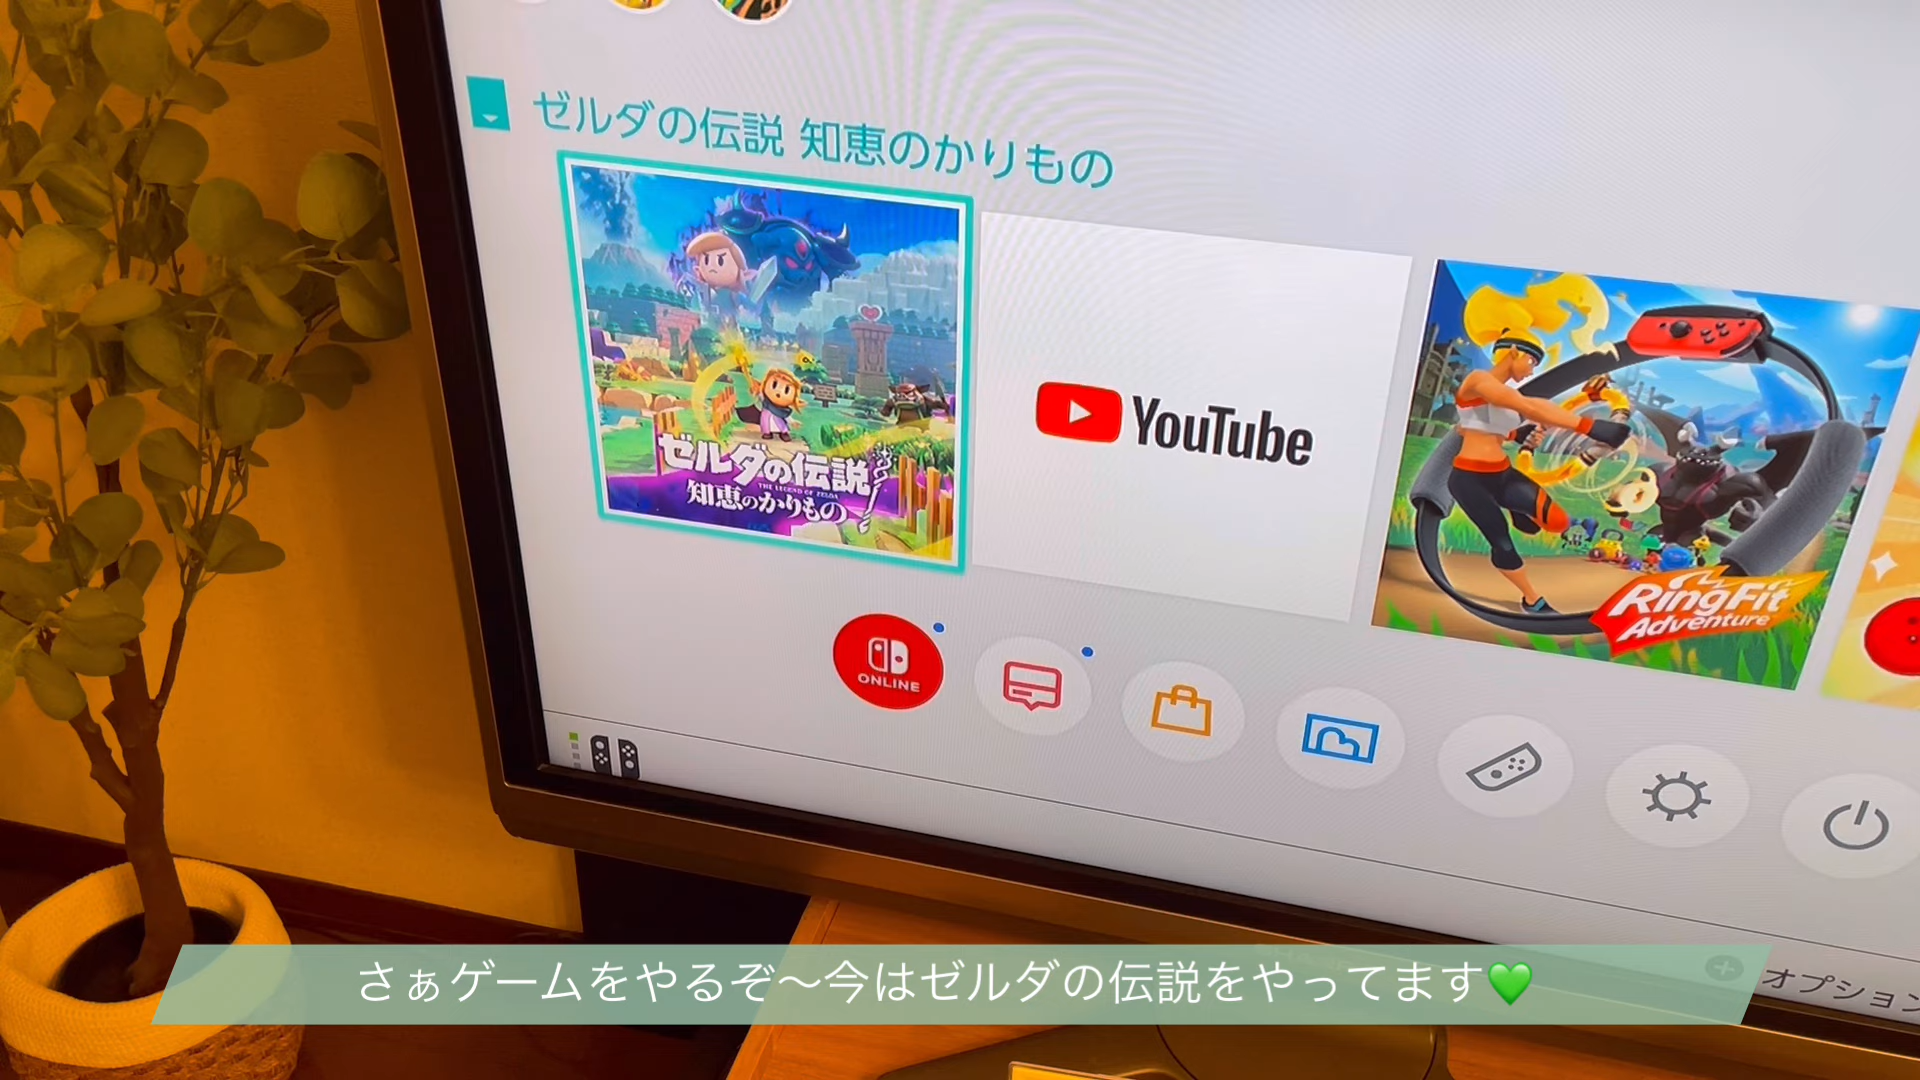 ゼルダの伝説 知恵のかりもの
ゼルダの伝説
THE LEGEND OF ZELDA
知恵のかりもの
YouTube
RingFit
Adventure
ONLINE
オプション
さぁゲームをやるぞ〜今はゼルダの伝説をやってます💚